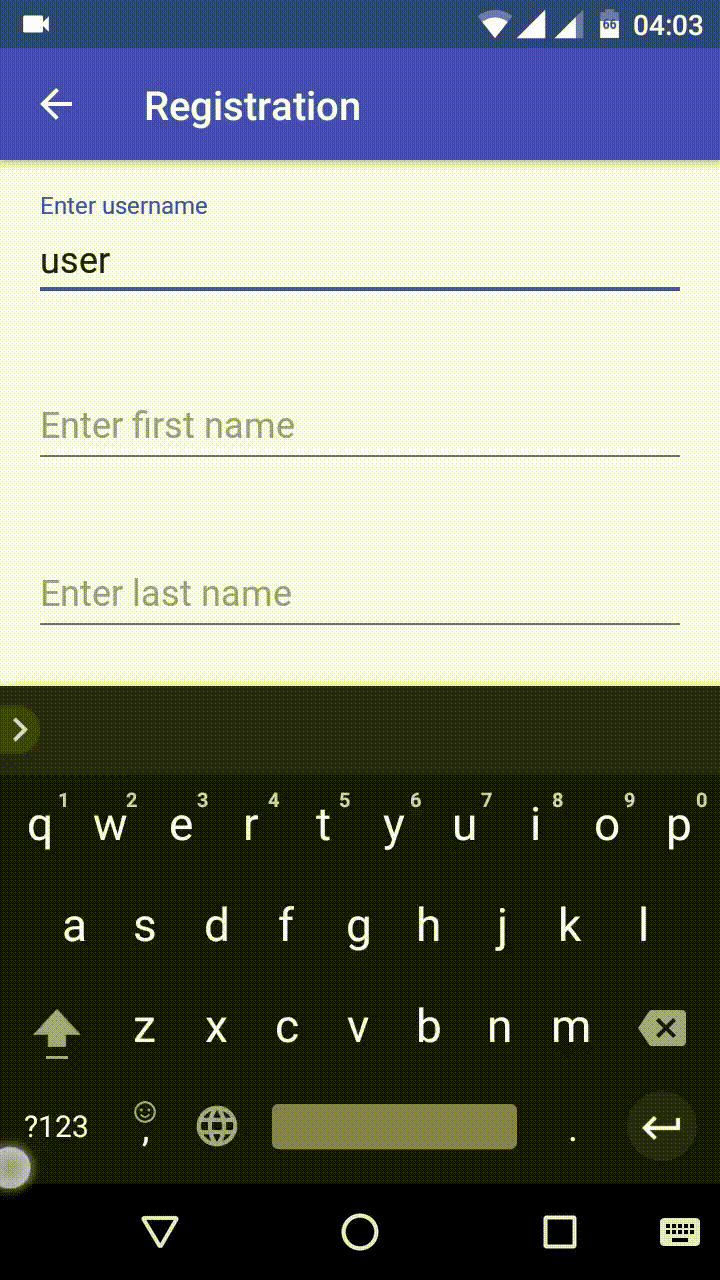 66 04:03
Registration
Enter username
user
Enter first name
Enter last name
1 2 3 4 5 6 7 8 9 0
q w e r t y u i o p
a s d f g h j k l
z x c v b n m
?123 , .